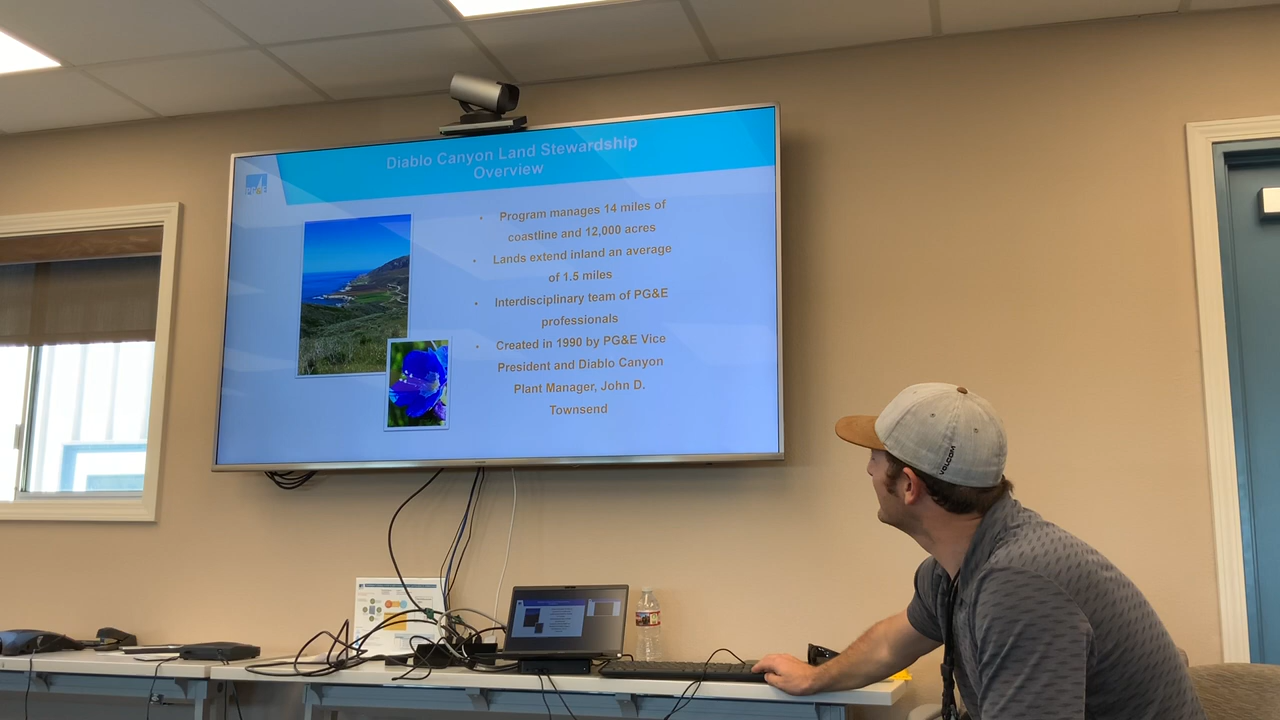 Diablo Canyon Land Stewardship
Overview
PG&E
• Program manages 14 miles of
coastline and 12,000 acres
• Lands extend inland an average
of 1.5 miles
• Interdisciplinary team of PG&E
professionals
• Created in 1990 by PG&E Vice
President and Diablo Canyon
Plant Manager, John D.
Townsend
VOLCOM